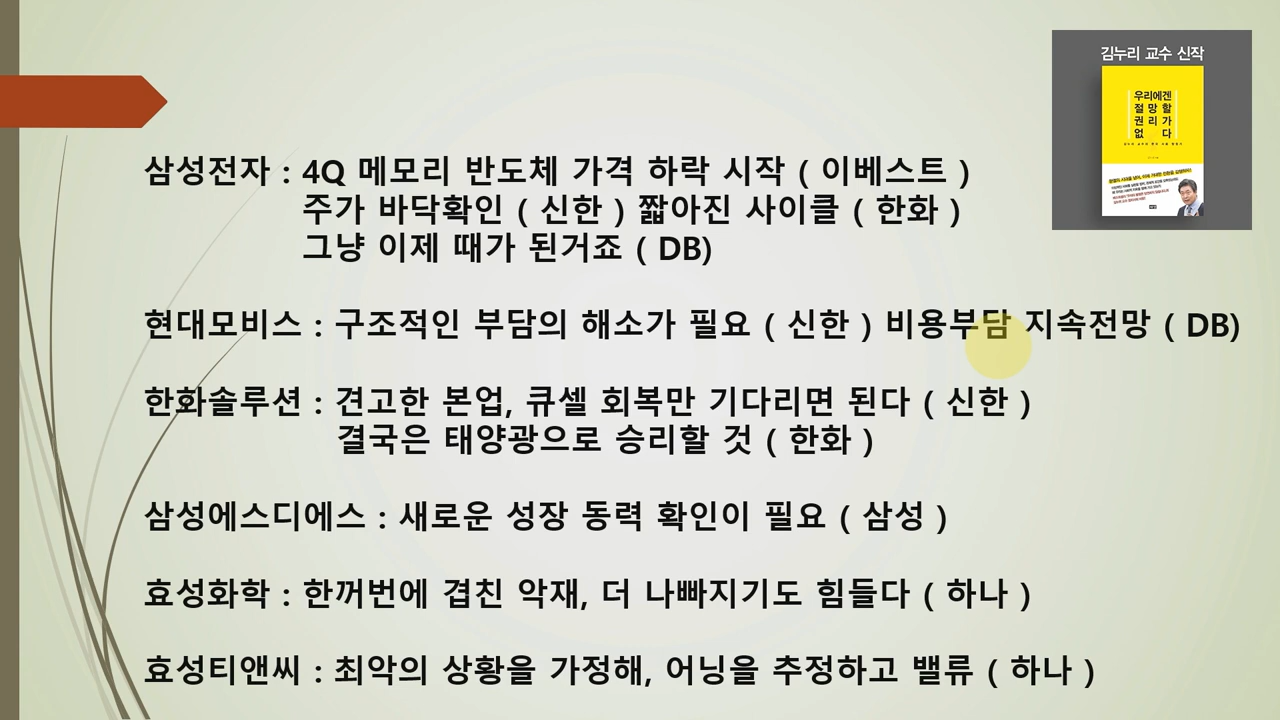 김누리 교수 신작
우리에겐
절망할
권리가
없다
삼성전자 : 4Q 메모리 반도체 가격 하락 시작 ( 이베스트 )
주가 바닥확인 ( 신한 ) 짧아진 사이클 ( 한화 )
그냥 이제 때가 된거죠 ( DB)
현대모비스 : 구조적인 부담의 해소가 필요 ( 신한 ) 비용부담 지속전망 ( DB)
한화솔루션 : 견고한 본업, 큐셀 회복만 기다리면 된다 ( 신한 )
결국은 태양광으로 승리할 것 ( 한화 )
삼성에스디에스 : 새로운 성장 동력 확인이 필요 ( 삼성 )
효성화학 : 한꺼번에 겹친 악재, 더 나빠지기도 힘들다 ( 하나 )
효성티앤씨 : 최악의 상황을 가정해, 어닝을 추정하고 밸류 ( 하나 )